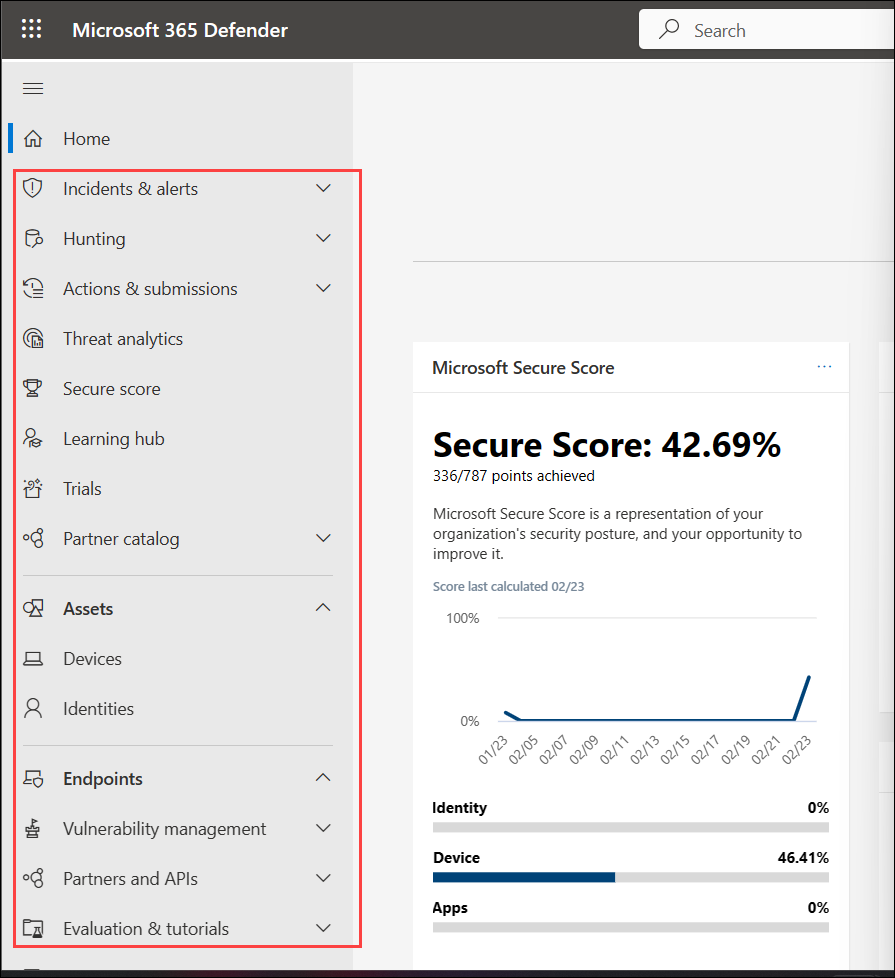 Microsoft 365 Defender
Search
Home
Incidents & alerts
Hunting
Actions & submissions
Threat analytics
Secure score
Learning hub
Trials
Partner catalog
Assets
Devices
Identities
Endpoints
Vulnerability management
Partners and APIs
Evaluation & tutorials
Microsoft Secure Score
Secure Score: 42.69%
336/787 points achieved
Microsoft Secure Score is a representation of your
organization's security posture, and your opportunity to
improve it.
Score last calculated 02/23
100%
0%
01/23 02/05 02/07 02/09 02/11 02/13 02/15 02/17 02/19 02/21 02/23
Identity 0%
Device 46.41%
Apps 0%